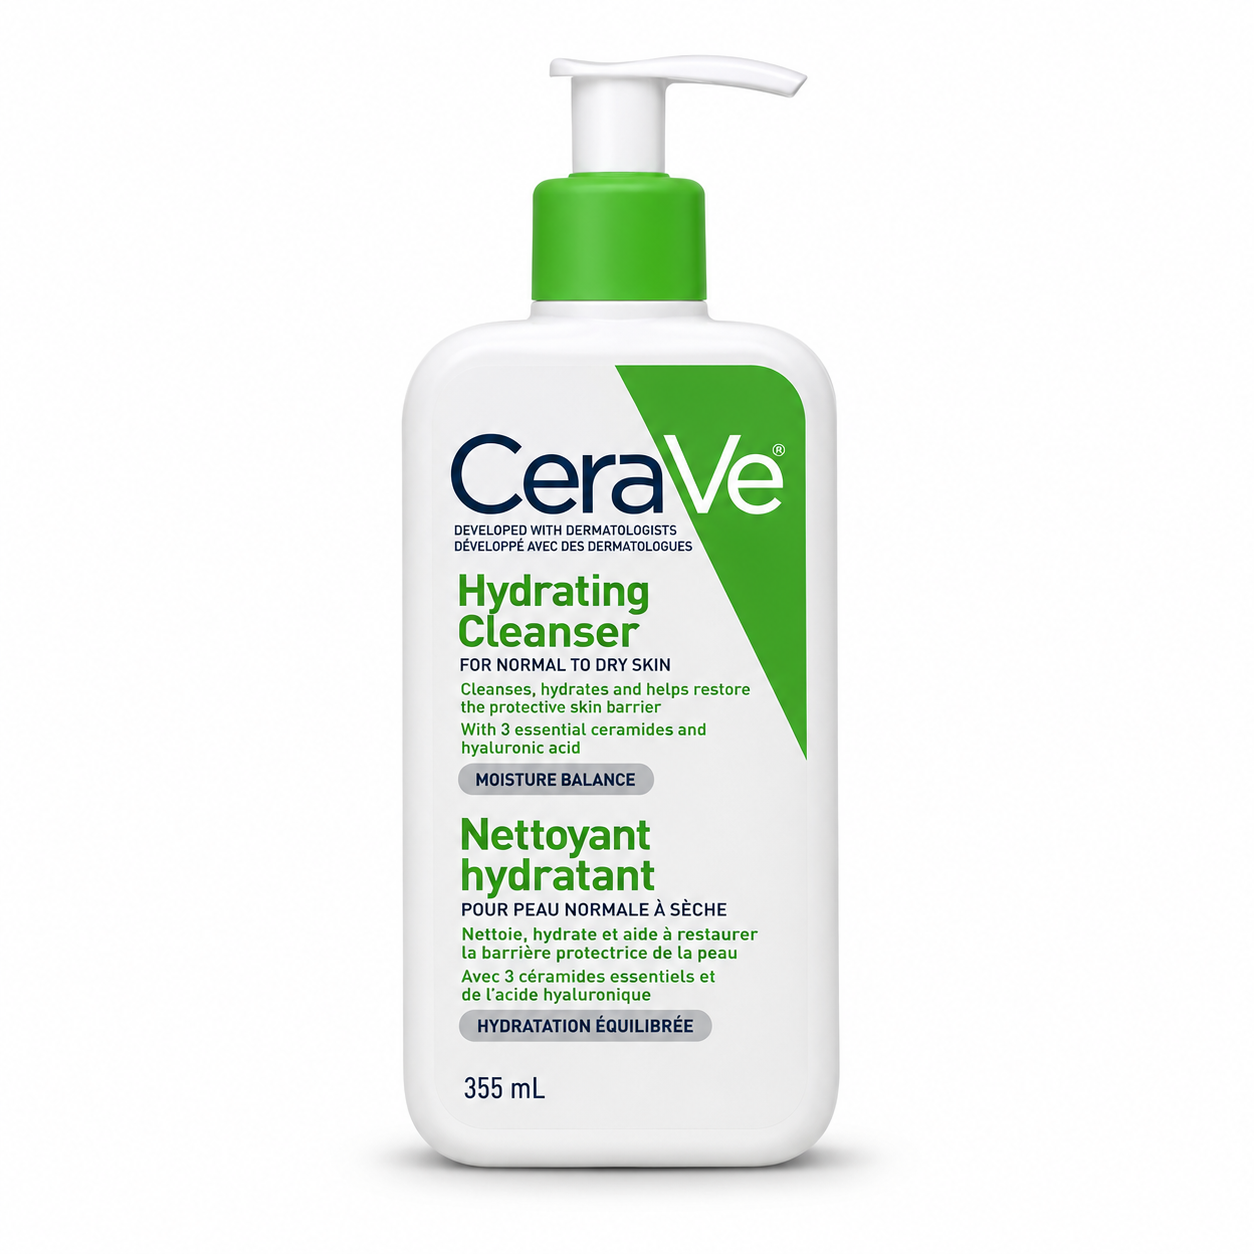 CeraVe®
DEVELOPED WITH DERMATOLOGISTS
DÉVELOPPÉ AVEC DES DERMATOLOGUES
Hydrating
Cleanser
FOR NORMAL TO DRY SKIN
Cleanses, hydrates and helps restore
the protective skin barrier
With 3 essential ceramides and
hyaluronic acid
MOISTURE BALANCE
Nettoyant
hydratant
POUR PEAU NORMALE À SÈCHE
Nettoie, hydrate et aide à restaurer
la barrière protectrice de la peau
Avec 3 céramides essentiels et
de l'acide hyaluronique
HYDRATATION ÉQUILIBRÉE
355 mL